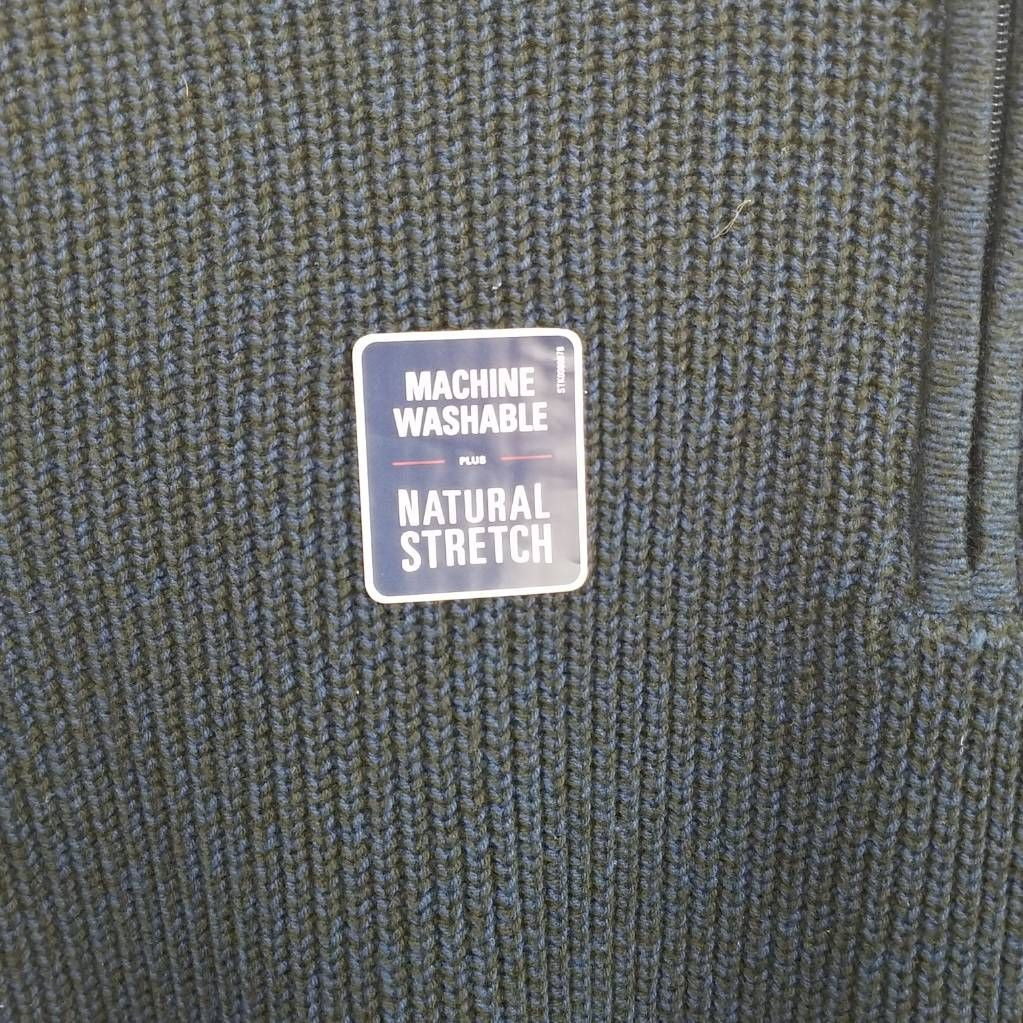 MACHINE
WASHABLE
PLUS
NATURAL
STRETCH